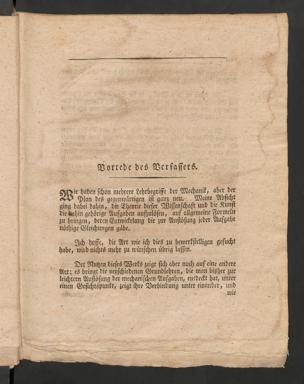 Vorrede des Verfassers.
Wir haben schon mehrere Lehrbegriffe der Mechanik, aber der
Plan des gegenwärtigen ist ganz neu. Meine Absicht
ging dabei dahin, die Theorie dieser Wissenschaft und die Kunst
die dahin gehörige Aufgaben aufzulösen, auf allgemeine Formeln
zu bringen, deren Entwickelung die zur Auflösung jeder Aufgabe
nöthige Gleichungen gäbe.
Ich hoffe, die Art wie ich dies zu bewerkstelligen gesucht
habe, wird nichts mehr zu wünschen übrig lassen.
Der Nutzen dieses Werks zeigt sich aber noch auf eine andere
Art; es bringt die verschiedenen Grundlehren, die man bisher zur
leichtern Auflösung der mechanischen Aufgaben, entdeckt hat, unter
einen Gesichtspunkt, zeigt ihre Verbindung unter einander, und
wie